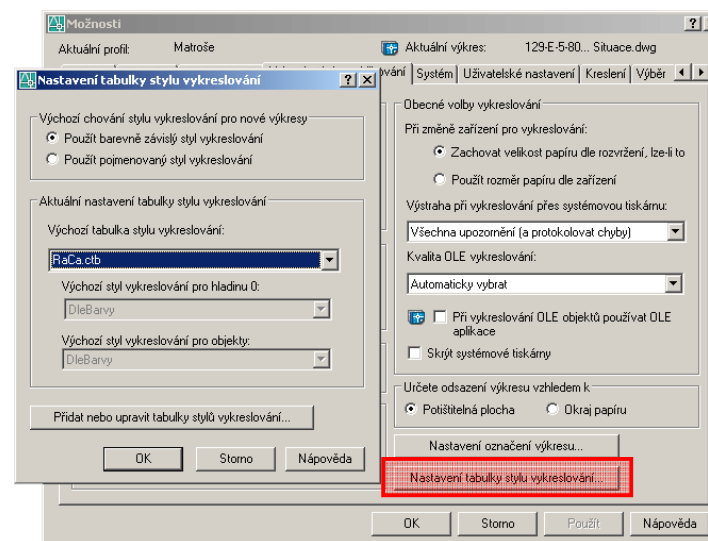 Možnosti
Aktuální profil: Matroše Aktuální výkres: 129-E-5-80... Situace.dwg
Systém Uživatelské nastavení Kreslení Výběr
Nastavení tabulky stylu vykreslování
Výchozí chování stylu vykreslování pro nové výkresy
Použít barevně závislý styl vykreslování
Použít pojmenovaný styl vykreslování
Aktuální nastavení tabulky stylu vykreslování
Výchozí tabulka stylu vykreslování:
RaCa.ctb
Výchozí styl vykreslování pro hladinu 0:
DleBarvy
Výchozí styl vykreslování pro objekty:
DleBarvy
Přidat nebo upravit tabulky stylů vykreslování...
OK Storno Nápověda
Obecné volby vykreslování
Při změně zařízení pro vykreslování:
Zachovat velikost papíru dle rozvržení, lze-li to
Použít rozměr papíru dle zařízení
Výstraha při vykreslování přes systémovou tiskárnu:
Všechna upozornění (a protokolovat chyby)
Kvalita OLE vykreslování:
Automaticky vybrat
Při vykreslování OLE objektů používat OLE
aplikace
Skrýt systémové tiskárny
Určete odsazení výkresu vzhledem k
Potištitelná plocha Okraj papíru
Nastavení označení výkresu...
Nastavení tabulky stylu vykreslování...
OK Storno Použít Nápověda